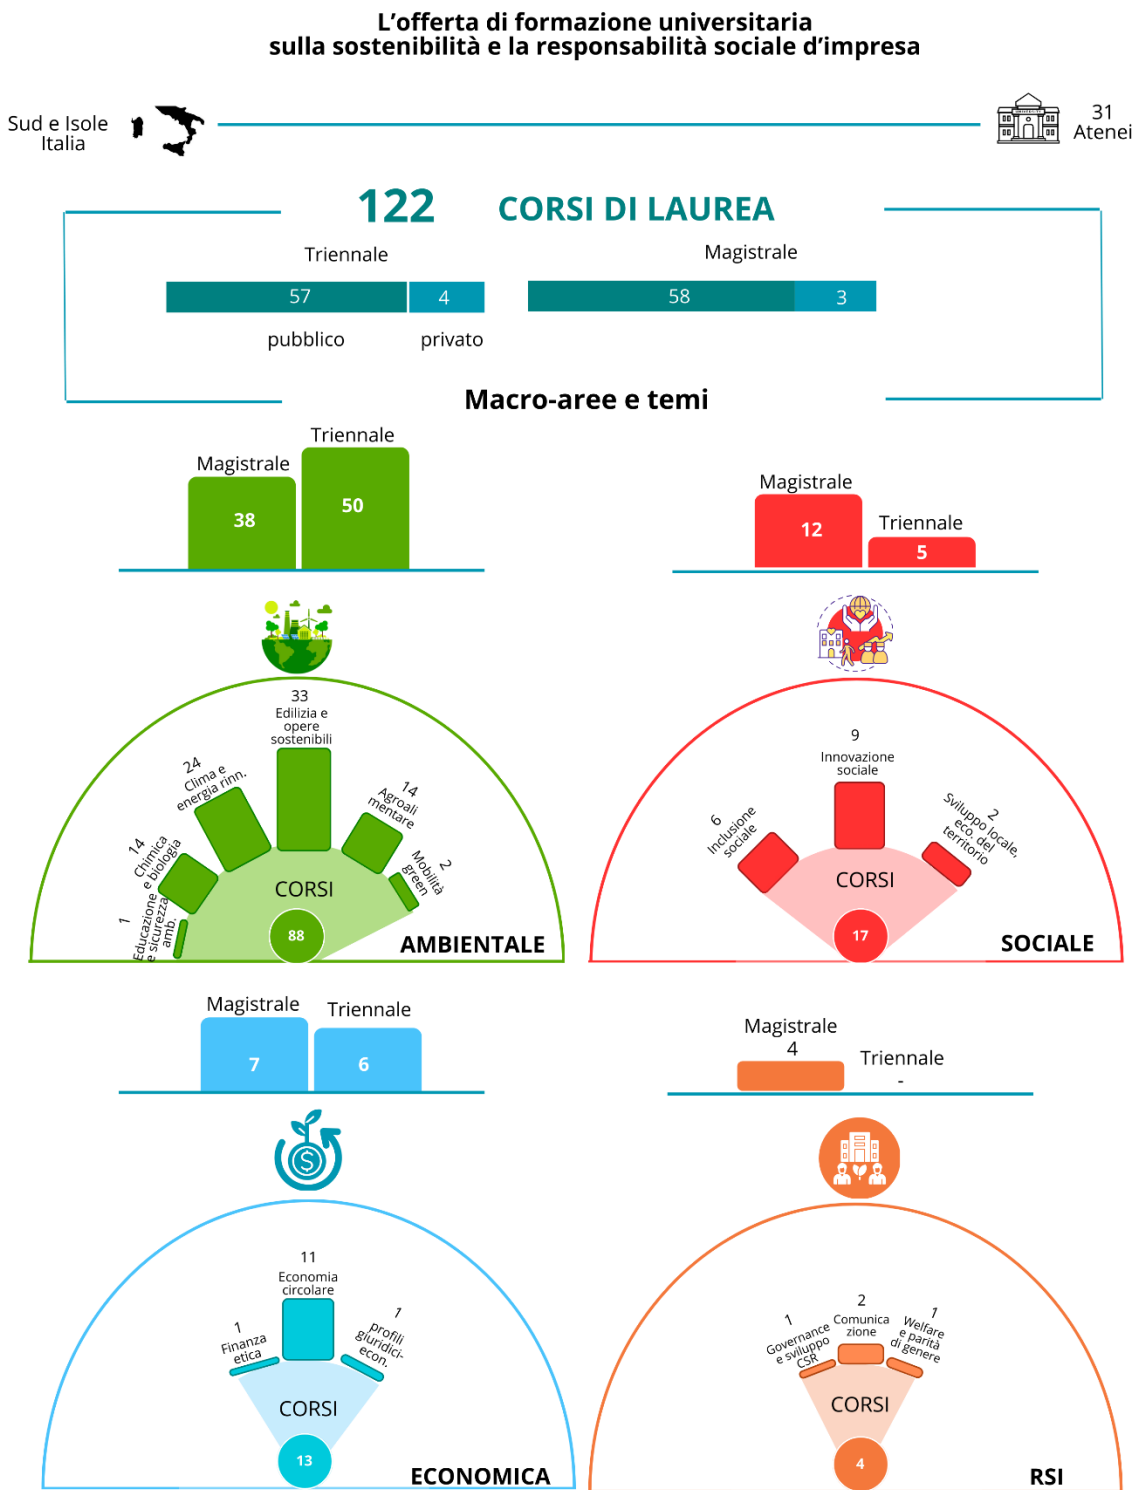 L'offerta di formazione universitaria
sulla sostenibilità e la responsabilità sociale d'impresa
Sud e Isole
Italia
31
Atenei
122 CORSI DI LAUREA
Triennale
Magistrale
57
4
58
3
pubblico
privato
Macro-aree e temi
Magistrale
Triennale
38
50
Magistrale
Triennale
12
5
33
Edilizia e
opere
sostenibili
24
Clima e
energia rinn.
14
Agroali
mentare
14
Chimica
e biologia
2
Mobilità
green
1
Educazione
e sicurezza
amb.
CORSI
88
AMBIENTALE
9
Innovazione
sociale
6
Inclusione
sociale
2
Sviluppo locale,
eco. del
territorio
CORSI
17
SOCIALE
Magistrale
Triennale
7
6
Magistrale
4
Triennale
-
$
11
Economia
circolare
1
Finanza
etica
1
profili
giuridici-
econ.
CORSI
13
ECONOMICA
2
Comunica
zione
1
Governance
e sviluppo
CSR
1
Welfare
e parità
di genere
CORSI
4
RSI